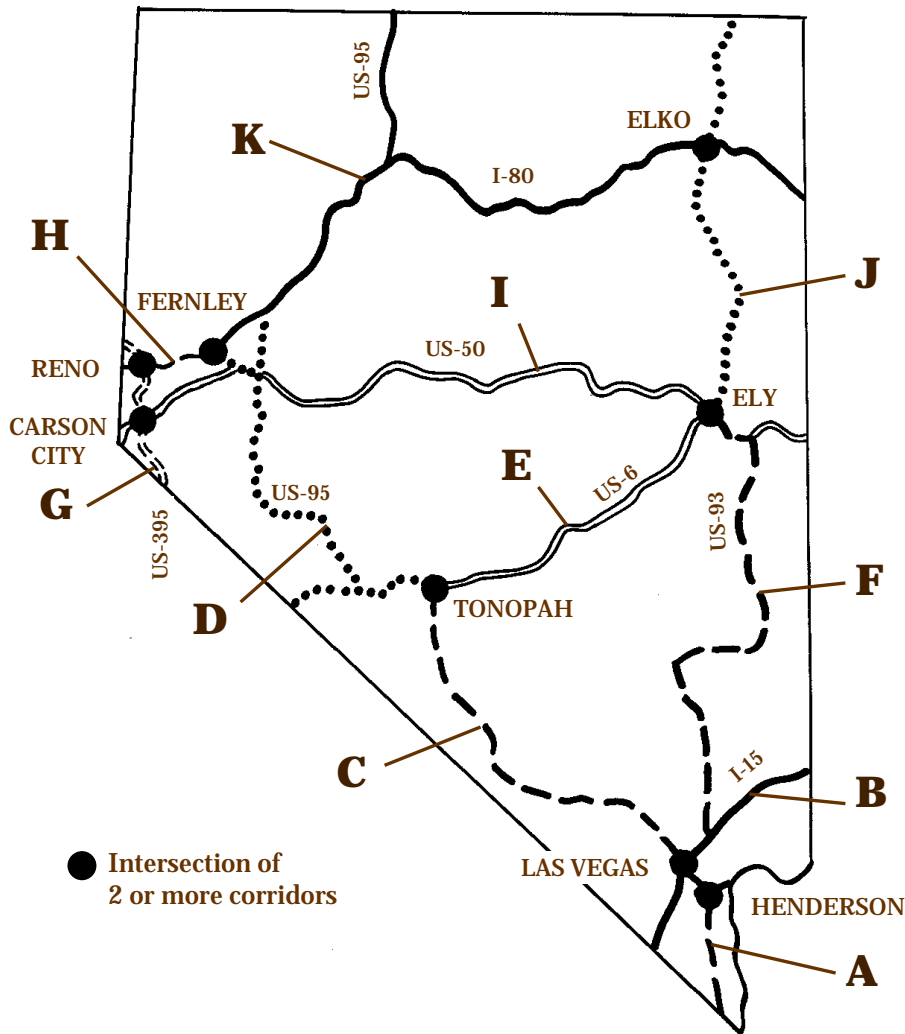 US-95
ELKO
K
I-80
H
I
J
FERNLEY
US-50
RENO
ELY
CARSON
CITY
E
US-6
G
US-95
US-93
US-395
D
F
TONOPAH
C
I-15
B
Intersection of
2 or more corridors
LAS VEGAS
HENDERSON
A